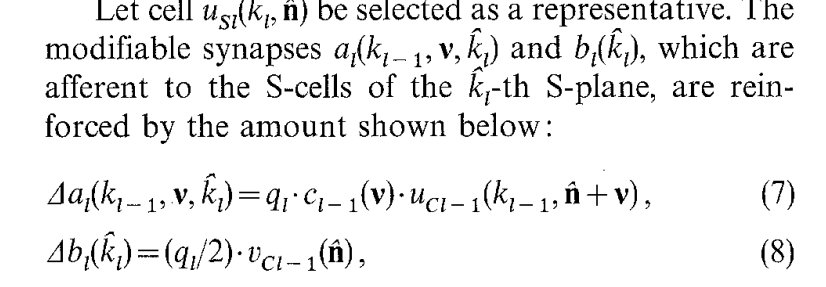 Let cell u_{Sl}(k_l, n̂) be selected as a representative. The
modifiable synapses a_l(k_{l−1}, ν, k̂_l) and b_l(k̂_l), which are
afferent to the S-cells of the k̂_l-th S-plane, are rein-
forced by the amount shown below:
Δa_l(k_{l−1}, ν, k̂_l) = q_l · c_{l−1}(ν) · u_{Cl−1}(k_{l−1}, n̂ + ν), (7)
Δb_l(k̂_l) = (q_l/2) · v_{Cl−1}(n̂), (8)